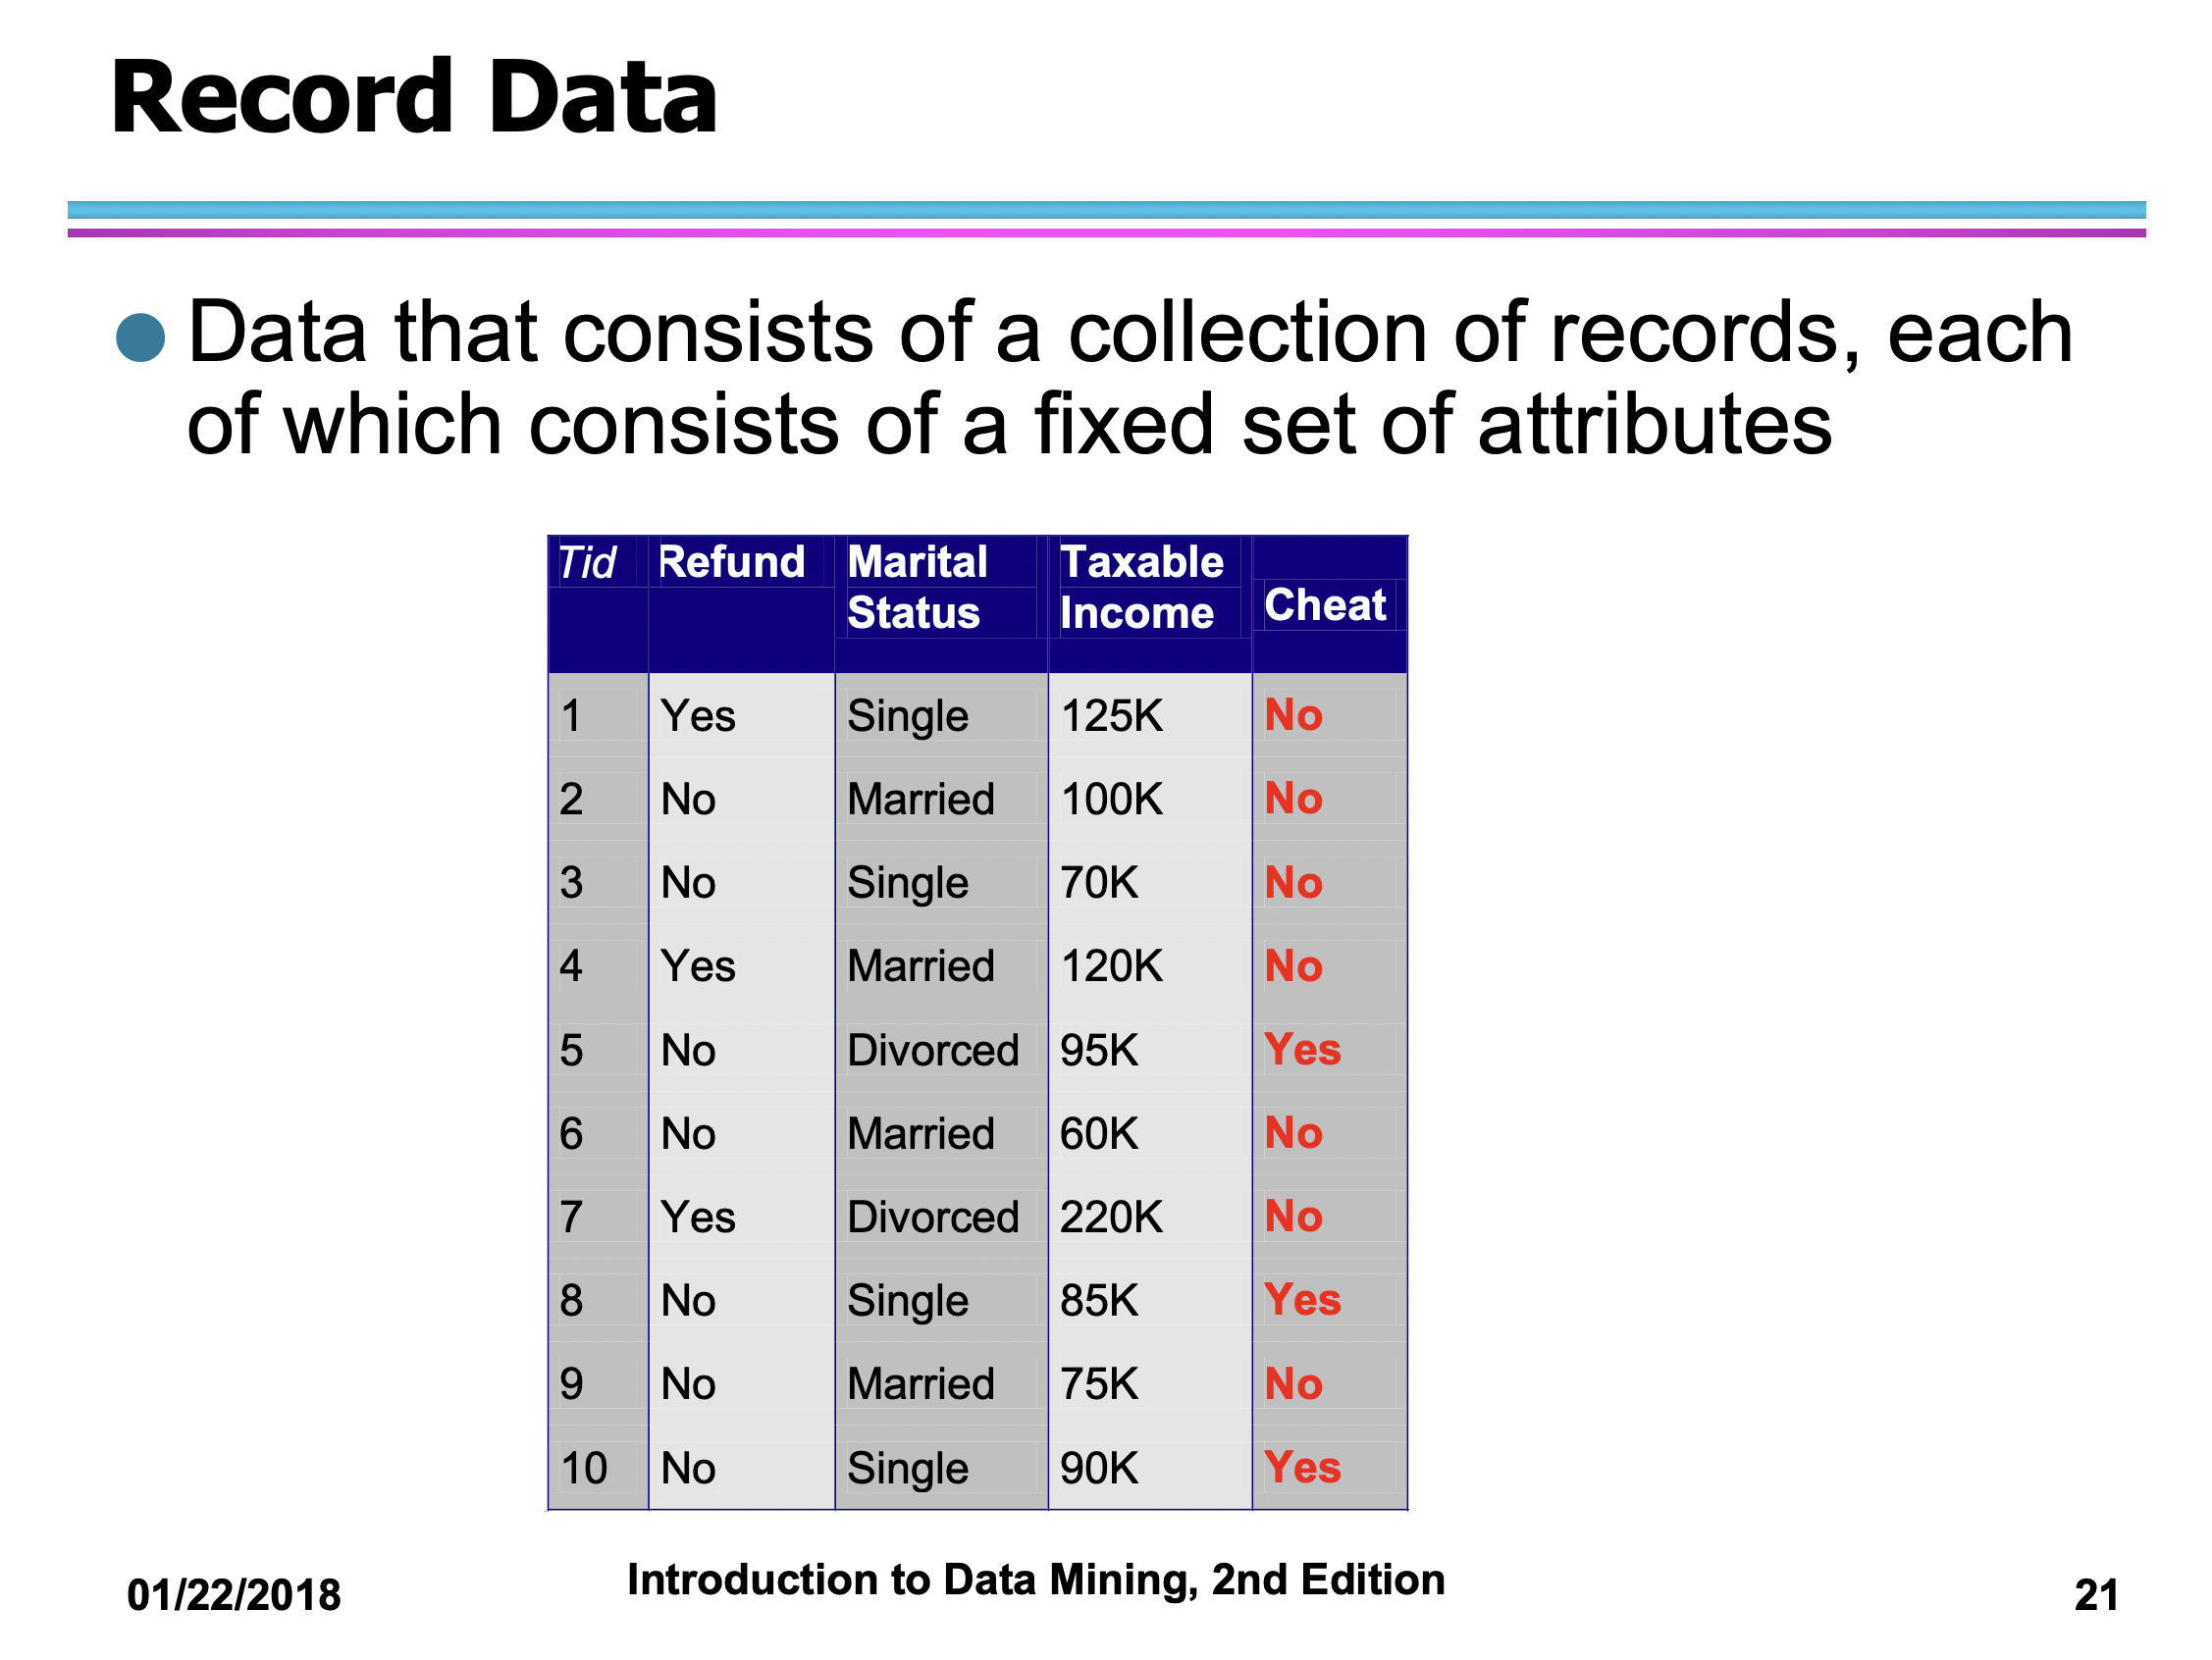 Record Data
Data that consists of a collection of records, each
of which consists of a fixed set of attributes
Tid Refund Marital Status Taxable Income Cheat
1 Yes Single 125K No
2 No Married 100K No
3 No Single 70K No
4 Yes Married 120K No
5 No Divorced 95K Yes
6 No Married 60K No
7 Yes Divorced 220K No
8 No Single 85K Yes
9 No Married 75K No
10 No Single 90K Yes
01/22/2018 Introduction to Data Mining, 2nd Edition 21